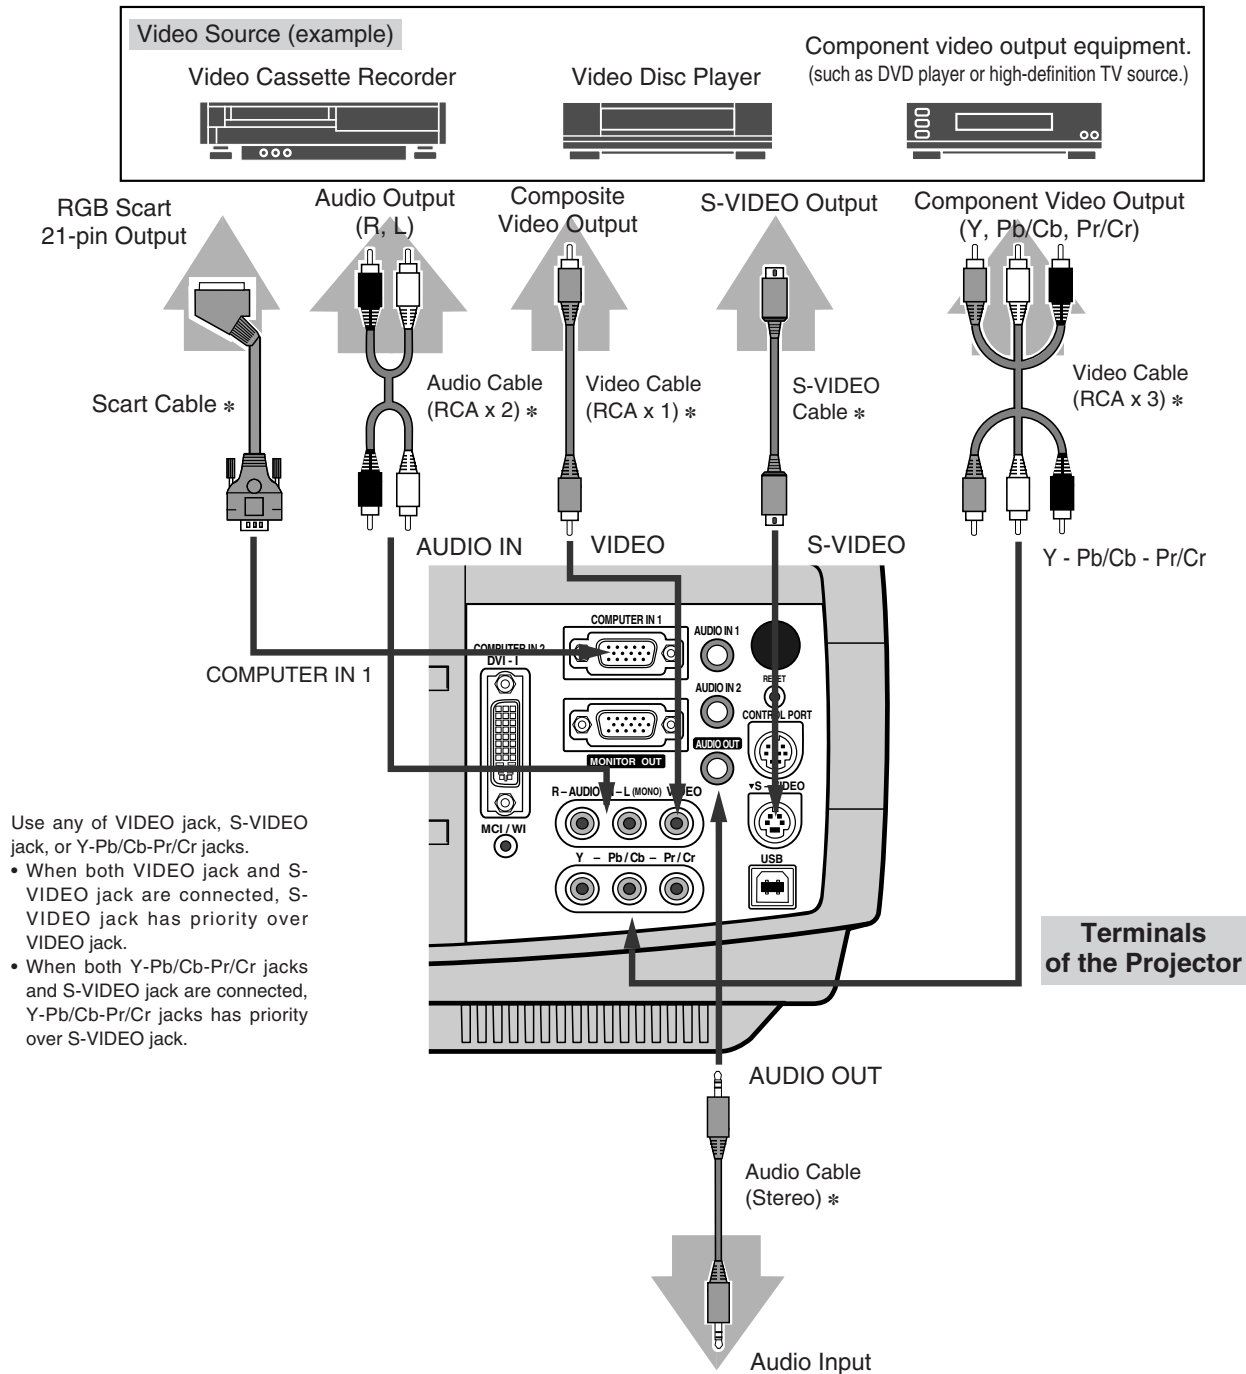 Video Source (example)
Video Cassette Recorder
Video Disc Player
Component video output equipment.
(such as DVD player or high-definition TV source.)
RGB Scart
21-pin Output
Audio Output
(R, L)
Composite
Video Output
S-VIDEO Output
Component Video Output
(Y, Pb/Cb, Pr/Cr)
Scart Cable *
Audio Cable
(RCA x 2) *
Video Cable
(RCA x 1) *
S-VIDEO
Cable *
Video Cable
(RCA x 3) *
AUDIO IN
VIDEO
S-VIDEO
Y - Pb/Cb - Pr/Cr
COMPUTER IN 1
COMPUTER IN 1
COMPUTER IN 2
DVI - I
AUDIO IN 1
AUDIO IN 2
RESET
CONTROL PORT
AUDIO OUT
MONITOR OUT
R – AUDIO IN – L (MONO) VIDEO
▾S – VIDEO
MCI / WI
Y – Pb / Cb – Pr / Cr
USB
Use any of VIDEO jack, S-VIDEO
jack, or Y-Pb/Cb-Pr/Cr jacks.
• When both VIDEO jack and S-
VIDEO jack are connected, S-
VIDEO jack has priority over
VIDEO jack.
• When both Y-Pb/Cb-Pr/Cr jacks
and S-VIDEO jack are connected,
Y-Pb/Cb-Pr/Cr jacks has priority
over S-VIDEO jack.
Terminals
of the Projector
AUDIO OUT
Audio Cable
(Stereo) *
Audio Input